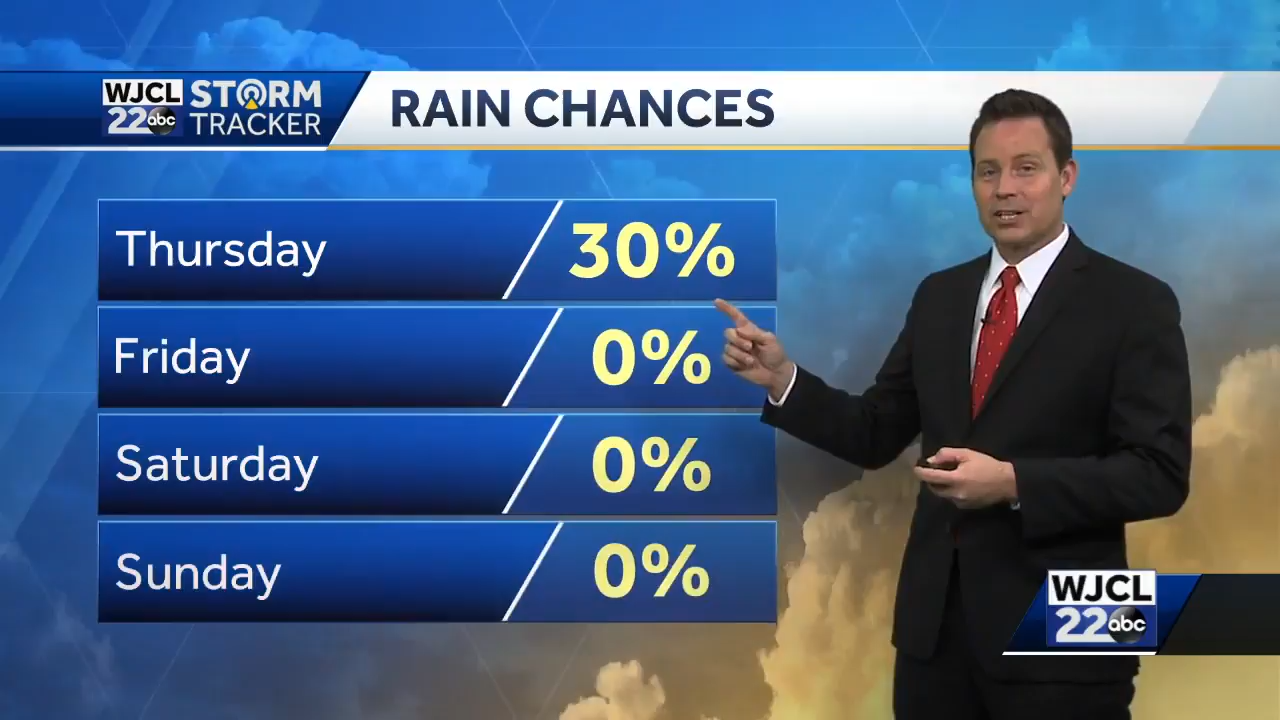 WJCL
22 abc
STORM
TRACKER
RAIN CHANCES
Thursday 30%
Friday 0%
Saturday 0%
Sunday 0%
WJCL
22 abc